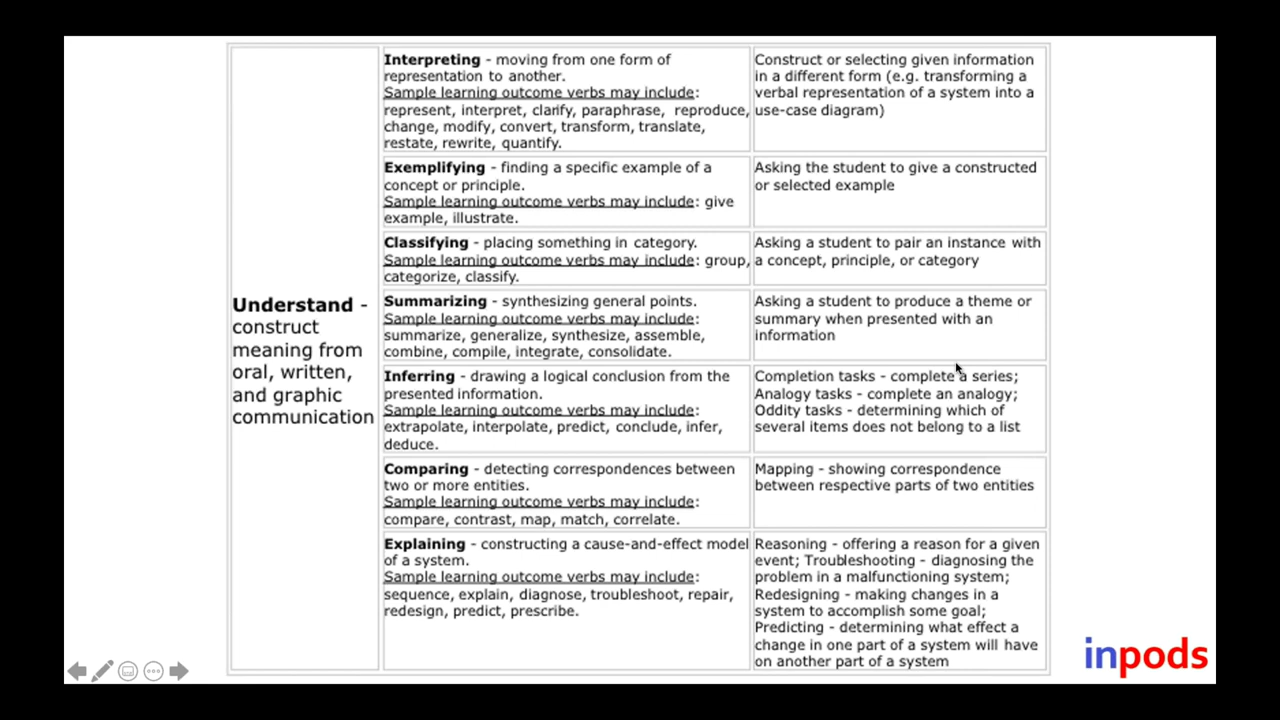 Understand -
construct
meaning from
oral, written,
and graphic
communication
Interpreting - moving from one form of
representation to another.
Sample learning outcome verbs may include:
represent, interpret, clarify, paraphrase,  reproduce,
change, modify, convert, transform, translate,
restate, rewrite, quantify.
Construct or selecting given information
in a different form (e.g. transforming a
verbal representation of a system into a
use-case diagram)
Exemplifying - finding a specific example of a
concept or principle.
Sample learning outcome verbs may include: give
example, illustrate.
Asking the student to give a constructed
or selected example
Classifying - placing something in category.
Sample learning outcome verbs may include: group,
categorize, classify.
Asking a student to pair an instance with
a concept, principle, or category
Summarizing - synthesizing general points.
Sample learning outcome verbs may include:
summarize, generalize, synthesize, assemble,
combine, compile, integrate, consolidate.
Asking a student to produce a theme or
summary when presented with an
information
Inferring - drawing a logical conclusion from the
presented information.
Sample learning outcome verbs may include:
extrapolate, interpolate, predict, conclude, infer,
deduce.
Completion tasks - complete a series;
Analogy tasks - complete an analogy;
Oddity tasks - determining which of
several items does not belong to a list
Comparing - detecting correspondences between
two or more entities.
Sample learning outcome verbs may include:
compare, contrast, map, match, correlate.
Mapping - showing correspondence
between respective parts of two entities
Explaining - constructing a cause-and-effect model
of a system.
Sample learning outcome verbs may include:
sequence, explain, diagnose, troubleshoot, repair,
redesign, predict, prescribe.
Reasoning - offering a reason for a given
event; Troubleshooting - diagnosing the
problem in a malfunctioning system;
Redesigning - making changes in a
system to accomplish some goal;
Predicting - determining what effect a
change in one part of a system will have
on another part of a system
inpods